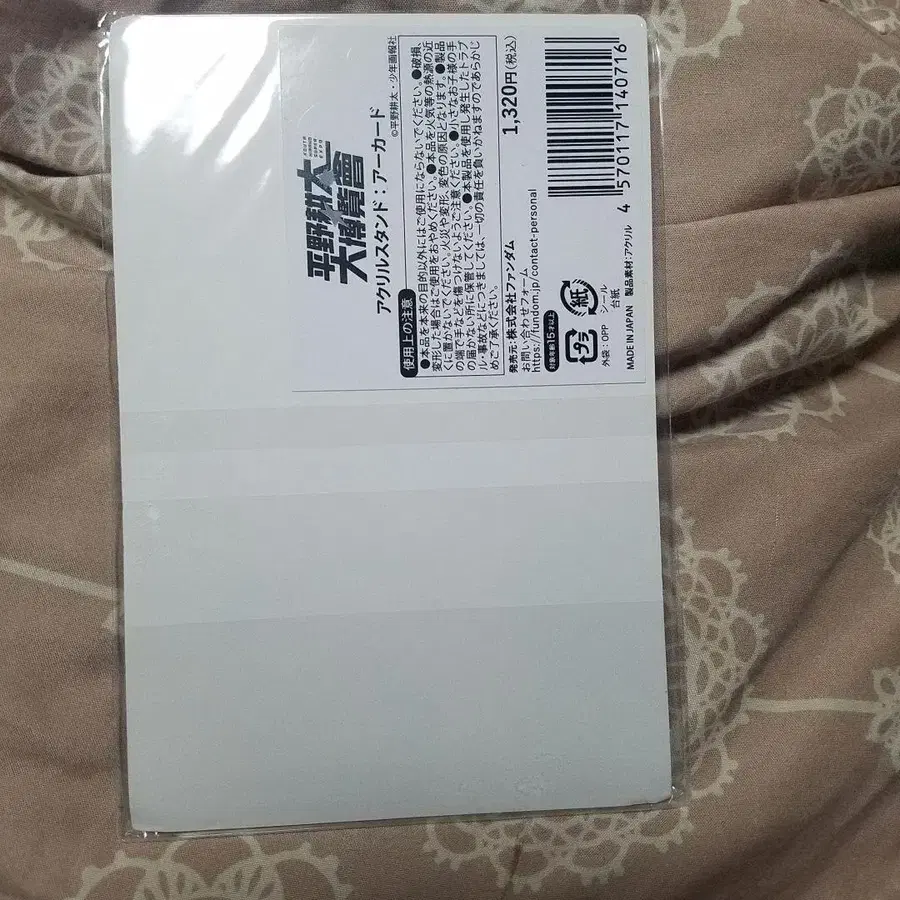 平野耕太
大博覧會
KOUTA
HIRANO
SUPER
EXPO
アクリルスタンド：アーカード
©平野耕太・少年画報社
使用上の注意
●本品を本来の目的以外にはご使用にならないでください。●破損、
変形した場合はご使用をおやめください。●本品を火気等の熱源の近
くに置かないでください。火災や変形、変色の原因となります。●製品
の端で手などを傷つけないようご注意ください。●小さなお子様の手
の届かない所に保管してください。●本製品を使用し発生したトラブ
ル・事故などにつきましては、一切の責任を負いかねますのであらかじ
めご了承ください。
1,320円(税込)
発売元：株式会社ファンダム
お問い合わせフォーム
https://fundom.jp/contact-personal
対象年齢15才以上
プラ
紙
外袋：OPP シール
台紙
MADE IN JAPAN 製品素材：アクリル
4 570117 140716